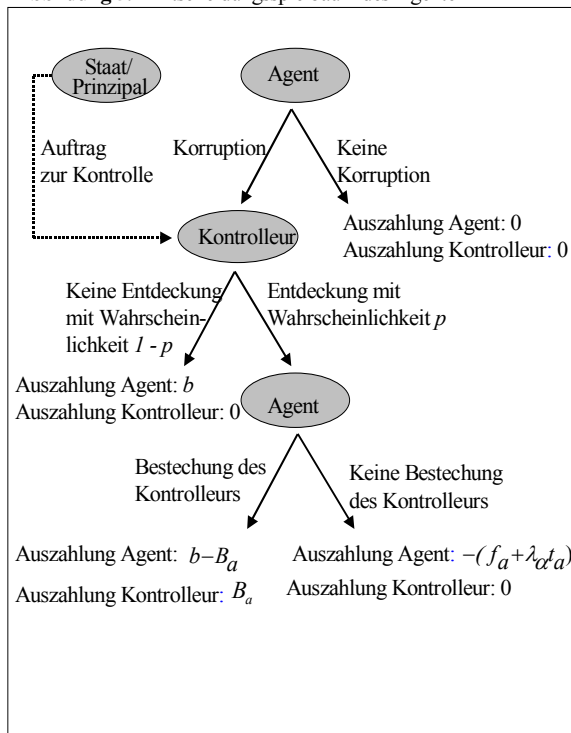 Staat/
Prinzipal
Agent
Auftrag
zur Kontrolle
Korruption
Keine
Korruption
Kontrolleur
Auszahlung Agent: 0
Auszahlung Kontrolleur: 0
Keine Entdeckung
mit Wahrschein-
lichkeit 1 - p
Entdeckung mit
Wahrscheinlichkeit p
Auszahlung Agent: b
Auszahlung Kontrolleur: 0
Agent
Bestechung des
Kontrolleurs
Keine Bestechung
des Kontrolleurs
Auszahlung Agent: b−Ba
Auszahlung Kontrolleur: Ba
Auszahlung Agent: −(fa+λαta)
Auszahlung Kontrolleur: 0